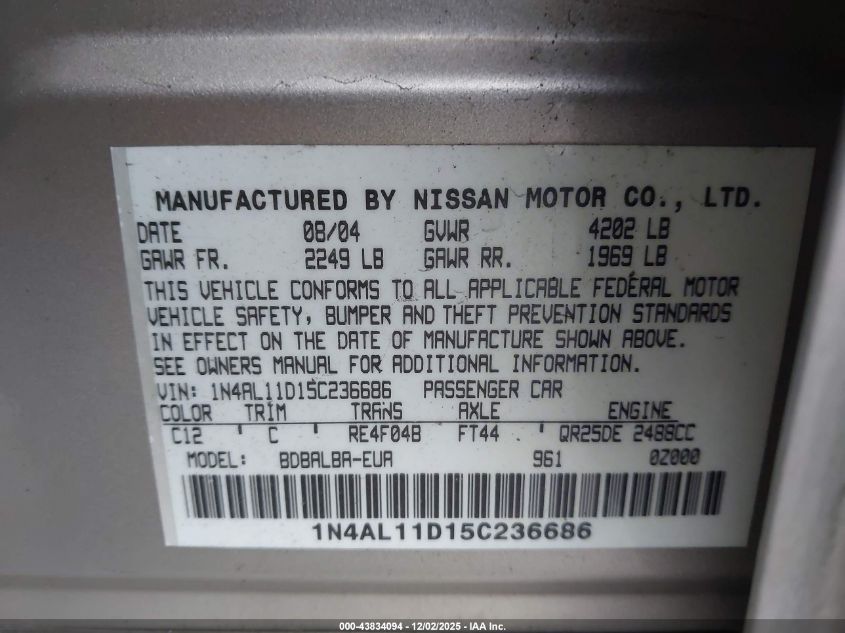 MANUFACTURED BY NISSAN MOTOR CO., LTD.
DATE 08/04 GVWR 4202 LB
GAWR FR. 2249 LB GAWR RR. 1969 LB
THIS VEHICLE CONFORMS TO ALL APPLICABLE FEDERAL MOTOR
VEHICLE SAFETY, BUMPER AND THEFT PREVENTION STANDARDS
IN EFFECT ON THE DATE OF MANUFACTURE SHOWN ABOVE.
SEE OWNERS MANUAL FOR ADDITIONAL INFORMATION.
VIN: 1N4AL11D15C236686 PASSENGER CAR
COLOR TRIM TRANS AXLE ENGINE
C12 ' C ' RE4F04B FT44 ' QR25DE 2488CC
MODEL: BDBALBA-EUA 961 0Z000
1N4AL11D15C236686
000-43834094 - 12/02/2025 - IAA Inc.